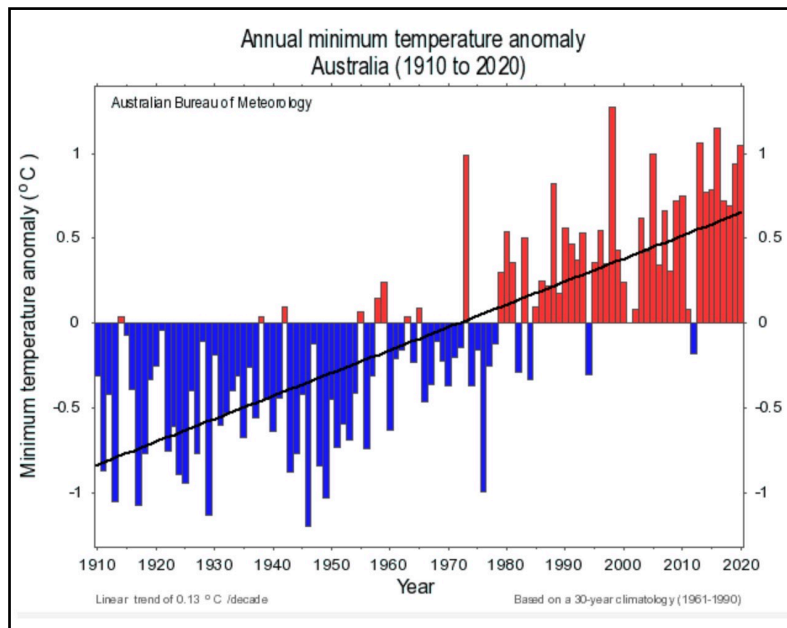 Annual minimum temperature anomaly
Australia (1910 to 2020)
Australian Bureau of Meteorology
Minimum temperature anomaly (°C)
1
0.5
0
-0.5
-1
1
0.5
0
-0.5
-1
1910 1920 1930 1940 1950 1960 1970 1980 1990 2000 2010 2020
Year
Linear trend of 0.13 °C /decade
Based on a 30-year climatology (1961-1990)